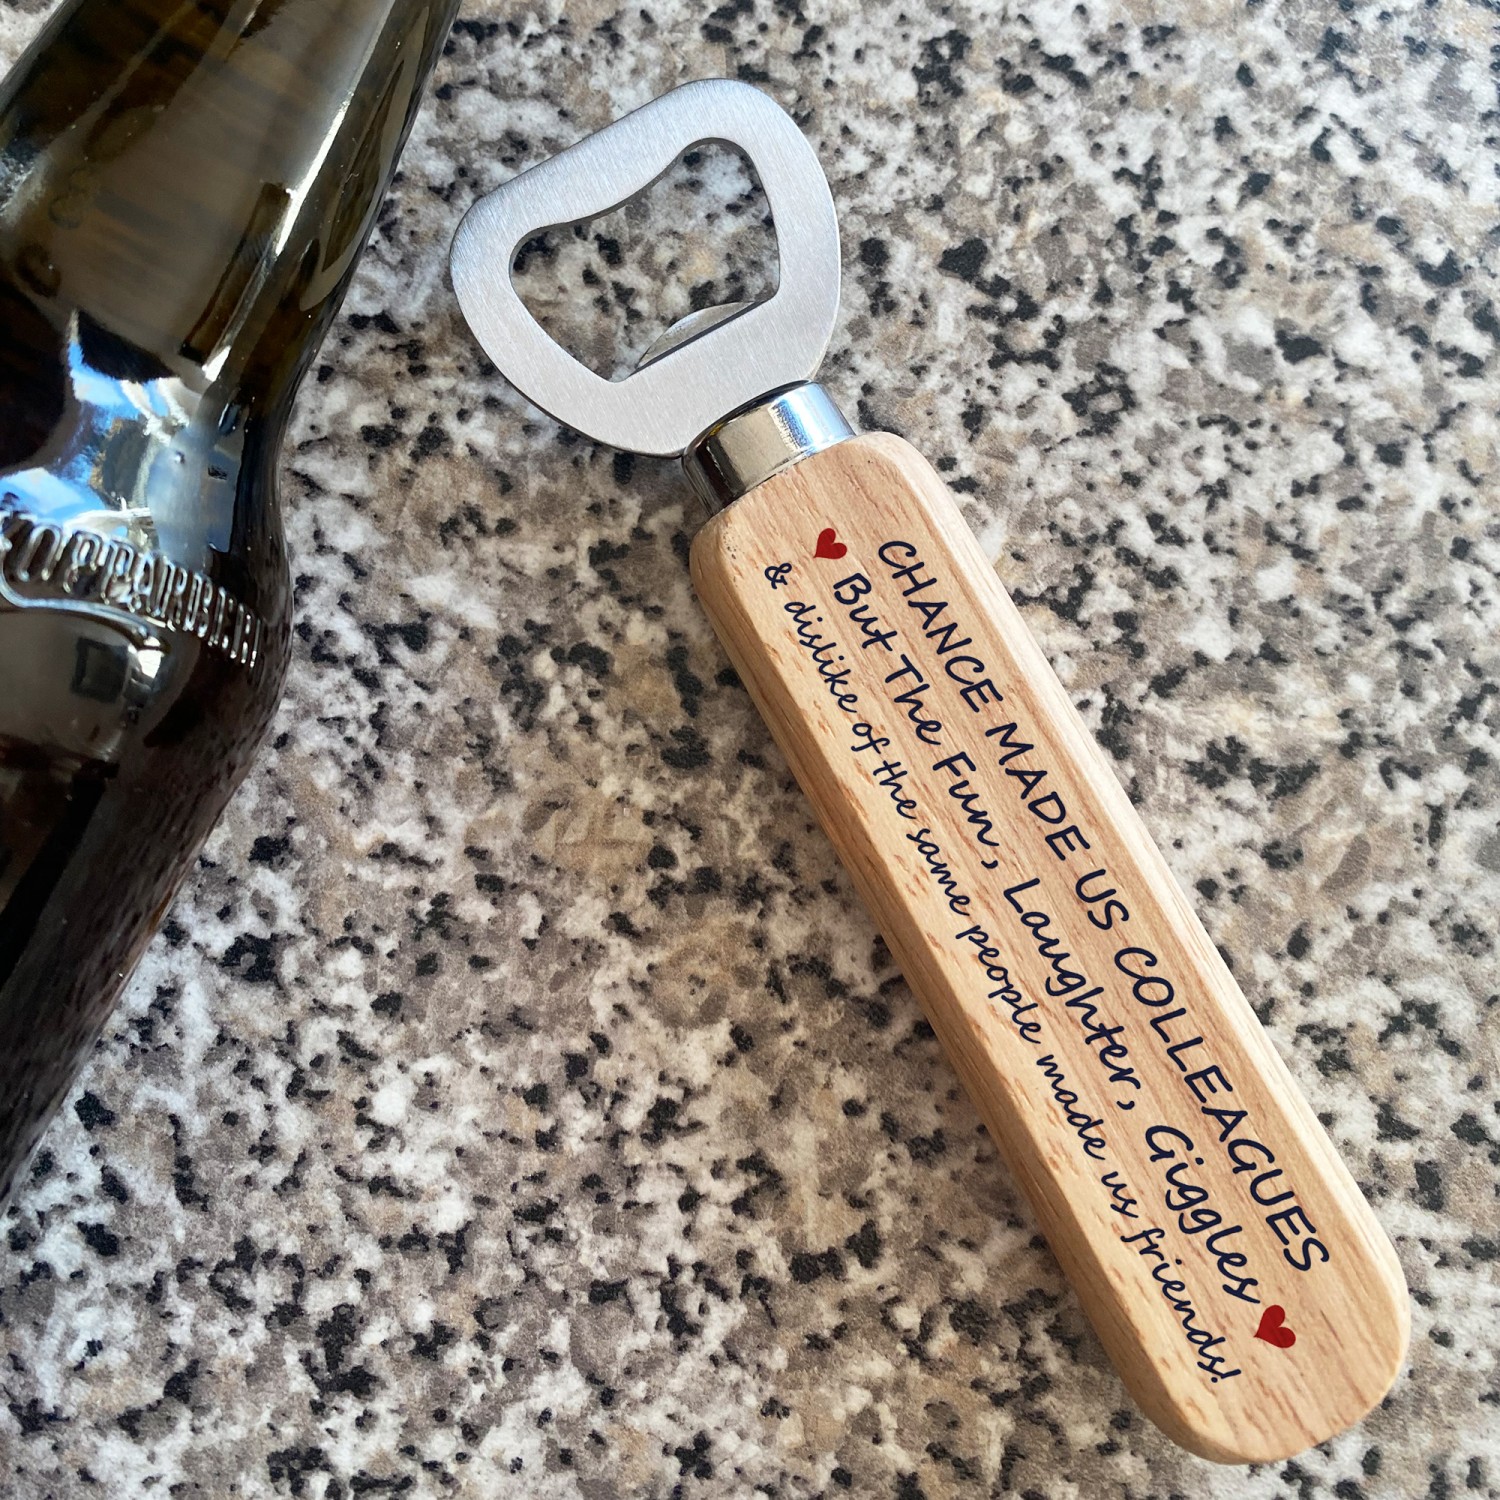 CHANCE MADE US COLLEAGUES
But The Fun, Laughter, Giggles
& dislike of the same people made us friends!